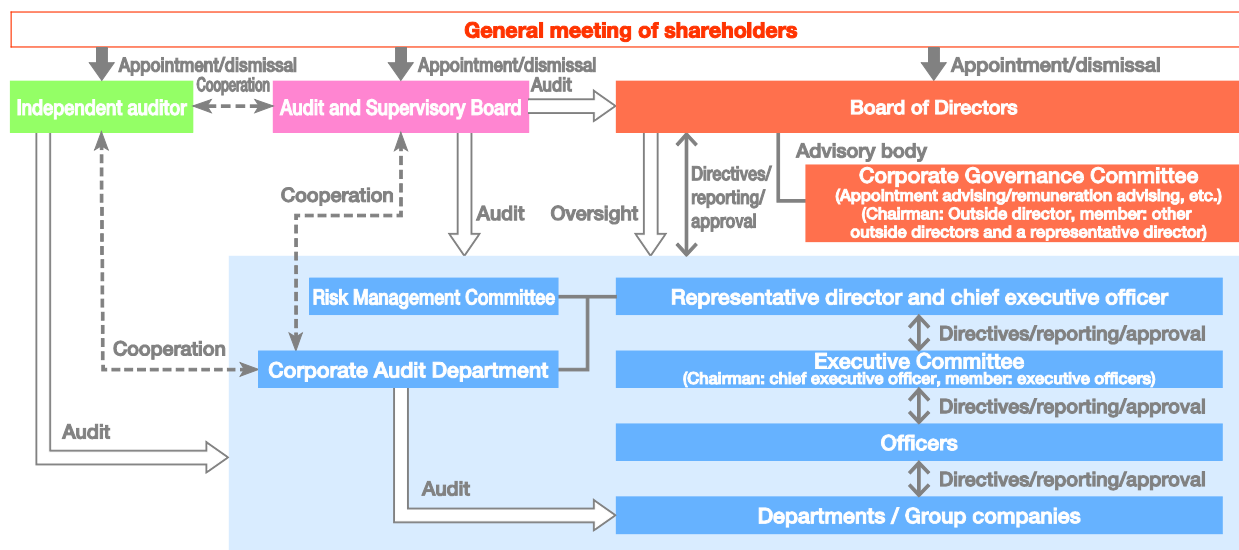 General meeting of shareholders
Appointment/dismissal
Appointment/dismissal
Appointment/dismissal
Independent auditor
Cooperation
Audit and Supervisory Board
Audit
Board of Directors
Advisory body
Corporate Governance Committee
(Appointment advising/remuneration advising, etc.)
(Chairman: Outside director, member: other
outside directors and a representative director)
Directives/
reporting/
approval
Cooperation
Audit
Oversight
Risk Management Committee
Representative director and chief executive officer
Directives/reporting/approval
Cooperation
Corporate Audit Department
Executive Committee
(Chairman: chief executive officer, member: executive officers)
Directives/reporting/approval
Audit
Officers
Directives/reporting/approval
Audit
Departments / Group companies